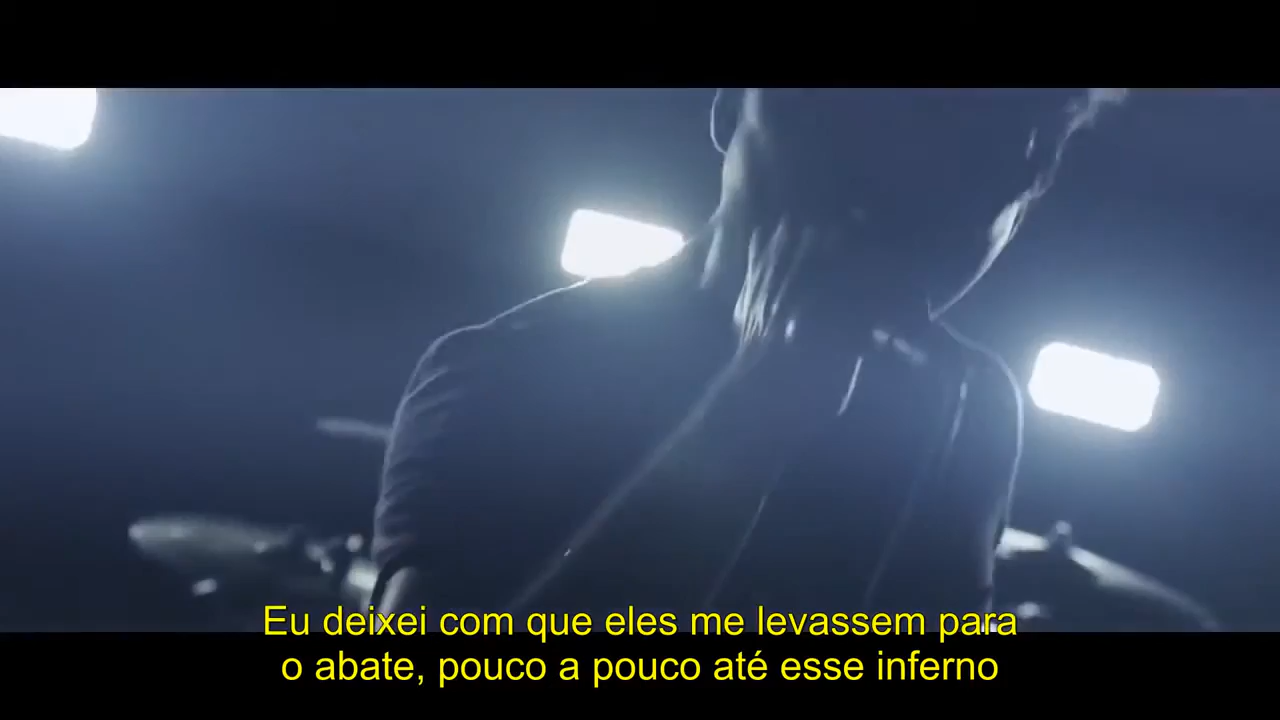 Eu deixei com que eles me levassem para
o abate, pouco a pouco até esse inferno